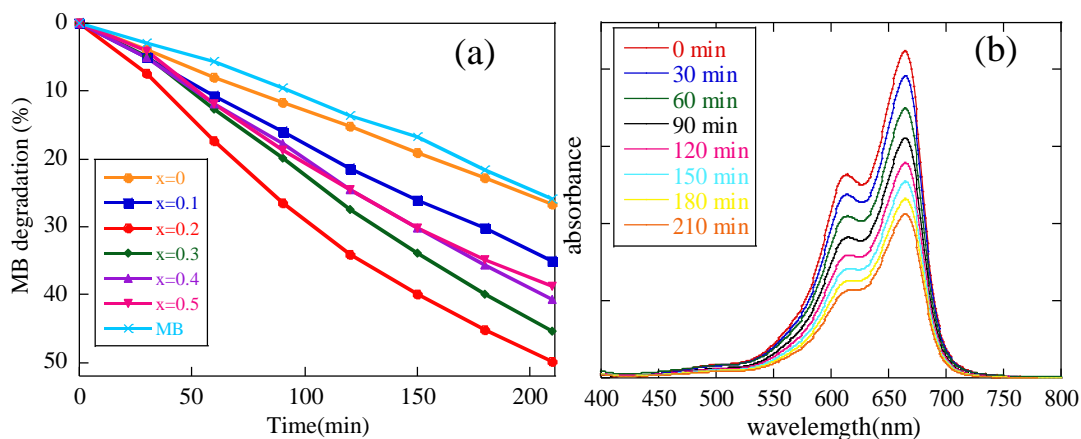 (a)
MB degradation (%)
0
10
20
30
40
50
x=0
x=0.1
x=0.2
x=0.3
x=0.4
x=0.5
MB
0
50
100
150
200
Time(min)
(b)
absorbance
0 min
30 min
60 min
90 min
120 min
150 min
180 min
210 min
400
450
500
550
600
650
700
750
800
wavelemgth(nm)